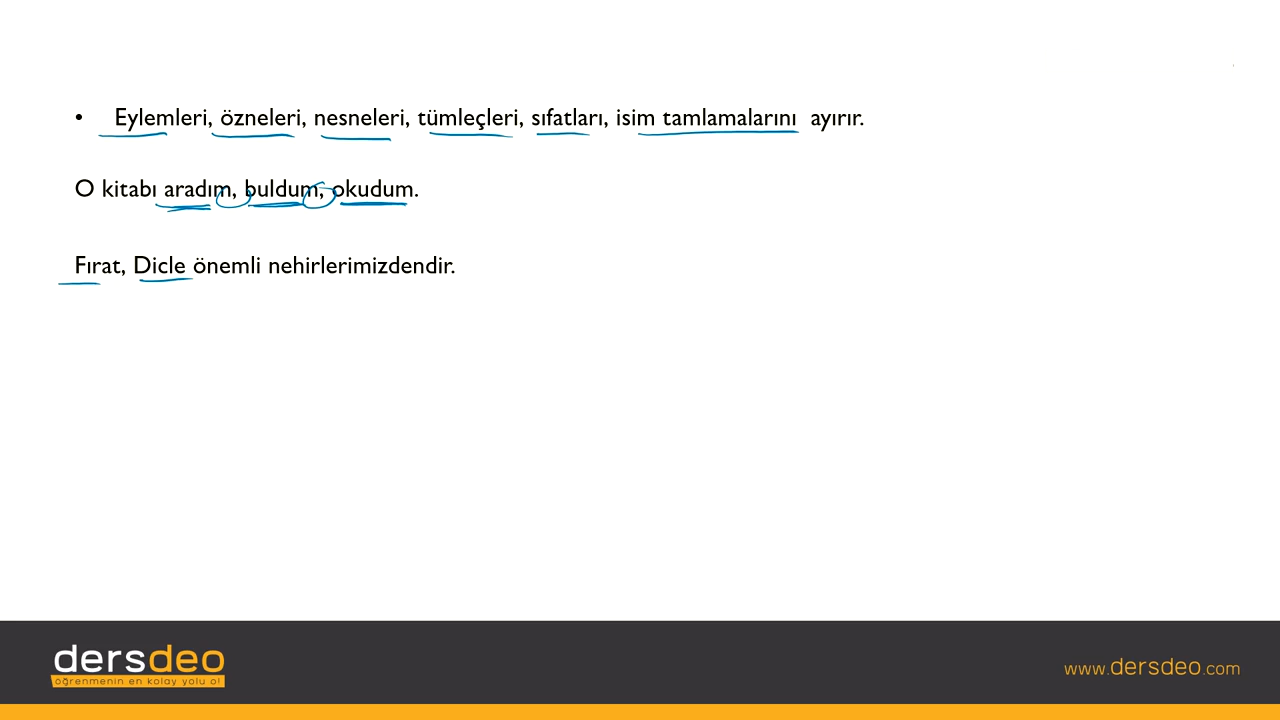 • Eylemleri, özneleri, nesneleri, tümleçleri, sıfatları, isim tamlamalarını ayırır.
O kitabı aradım, buldum, okudum.
Fırat, Dicle önemli nehirlerimizdendir.
dersdeo
öğrenmenin en kolay yolu o!
www.dersdeo.com